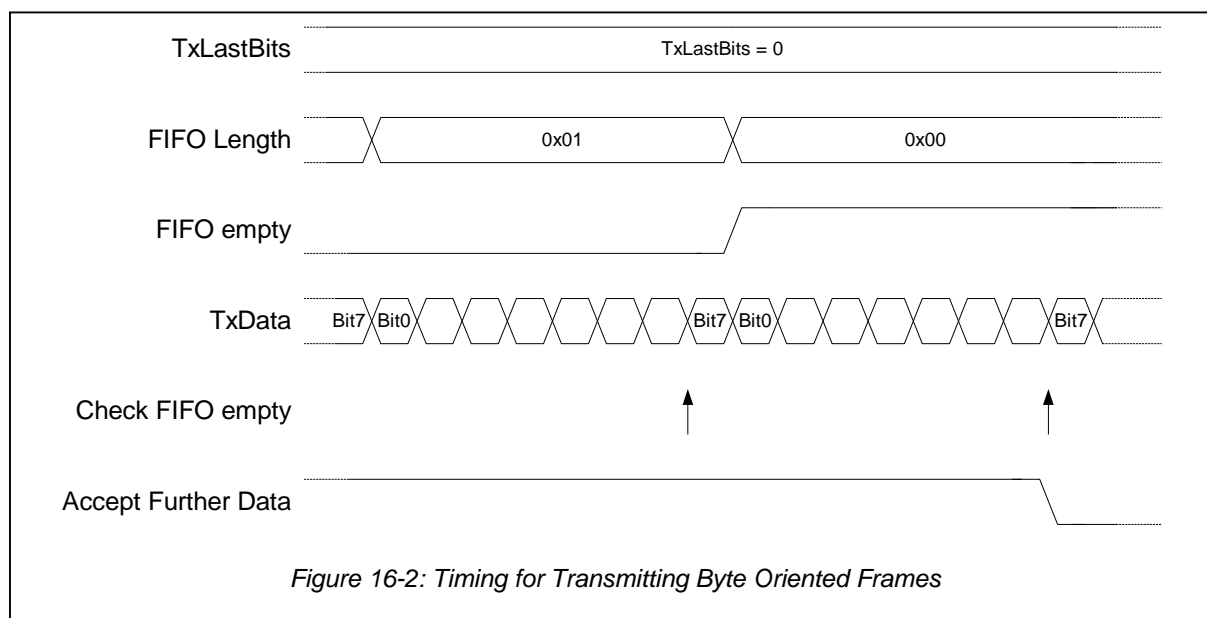 TxLastBits
TxLastBits = 0
FIFO Length
0x01
0x00
FIFO empty
TxData
Bit7 Bit0 Bit7 Bit0 Bit7
Check FIFO empty
Accept Further Data
Figure 16-2: Timing for Transmitting Byte Oriented Frames